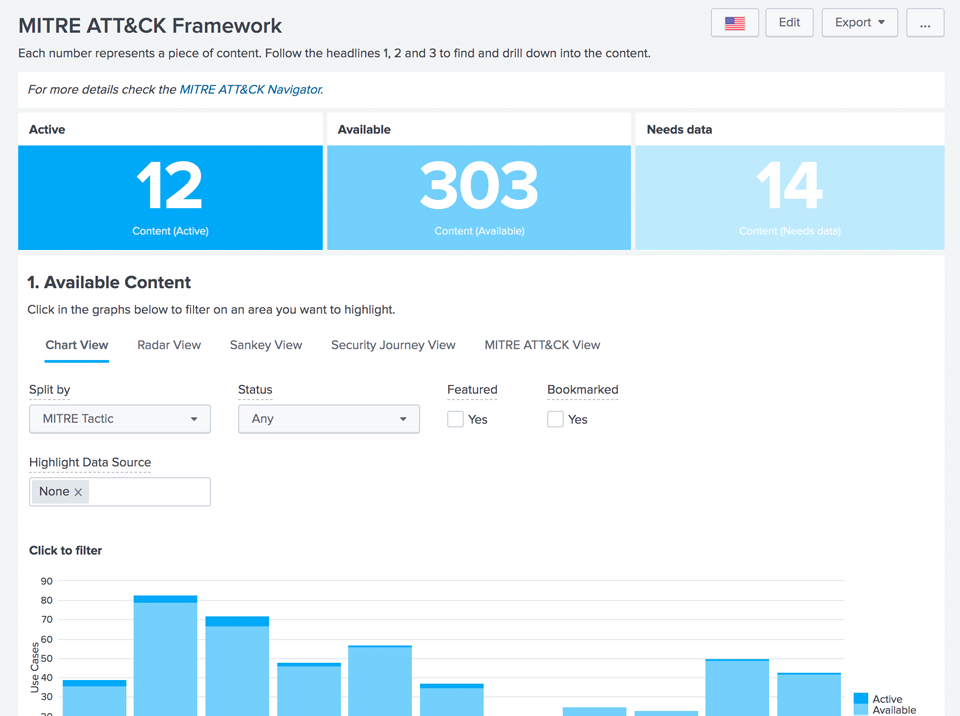 MITRE ATT&CK Framework
Edit
Export
...
Each number represents a piece of content. Follow the headlines 1, 2 and 3 to find and drill down into the content.
For more details check the MITRE ATT&CK Navigator.
Active
Available
Needs data
12
303
14
Content (Active)
Content (Available)
Content (Needs data)
1. Available Content
Click in the graphs below to filter on an area you want to highlight.
Chart View
Radar View
Sankey View
Security Journey View
MITRE ATT&CK View
Split by
Status
Featured
Bookmarked
MITRE Tactic
Any
Yes
Yes
Highlight Data Source
None x
Click to filter
90
80
70
60
50
40
30
20
Use Cases
Active
Available